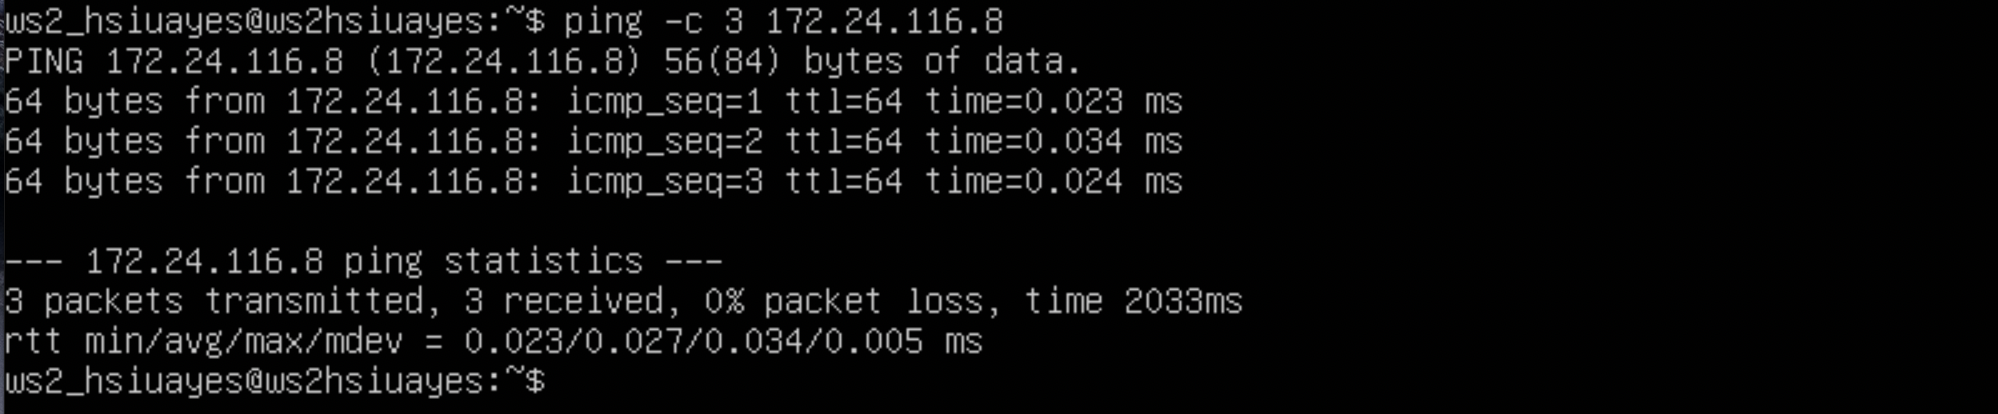 ws2_hsiuayes@ws2hsiuayes:~$ ping -c 3 172.24.116.8
PING 172.24.116.8 (172.24.116.8) 56(84) bytes of data.
64 bytes from 172.24.116.8: icmp_seq=1 ttl=64 time=0.023 ms
64 bytes from 172.24.116.8: icmp_seq=2 ttl=64 time=0.034 ms
64 bytes from 172.24.116.8: icmp_seq=3 ttl=64 time=0.024 ms
--- 172.24.116.8 ping statistics ---
3 packets transmitted, 3 received, 0% packet loss, time 2033ms
rtt min/avg/max/mdev = 0.023/0.027/0.034/0.005 ms
ws2_hsiuayes@ws2hsiuayes:~$